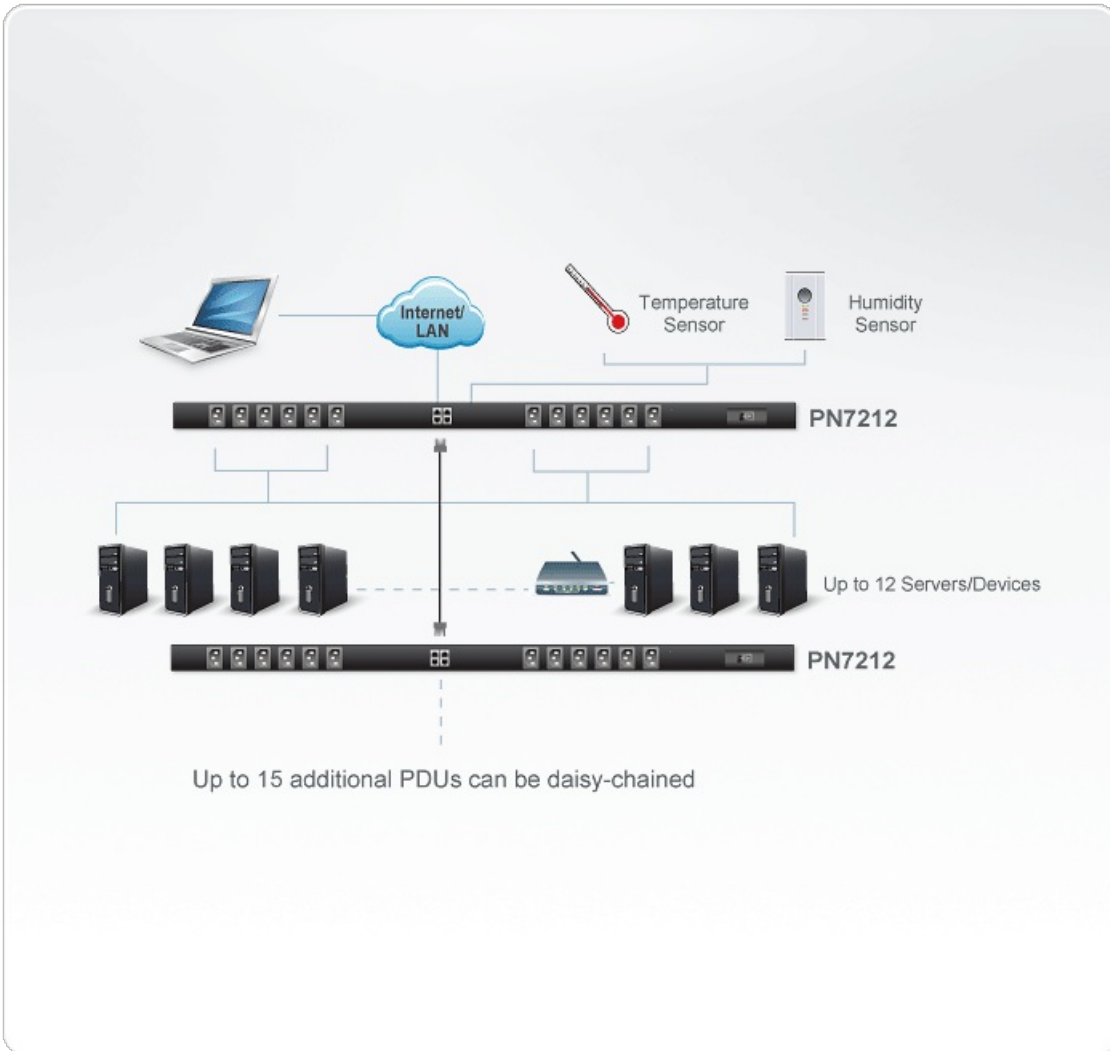 Internet/
LAN
Temperature
Sensor
Humidity
Sensor
PN7212
Up to 12 Servers/Devices
PN7212
Up to 15 additional PDUs can be daisy-chained